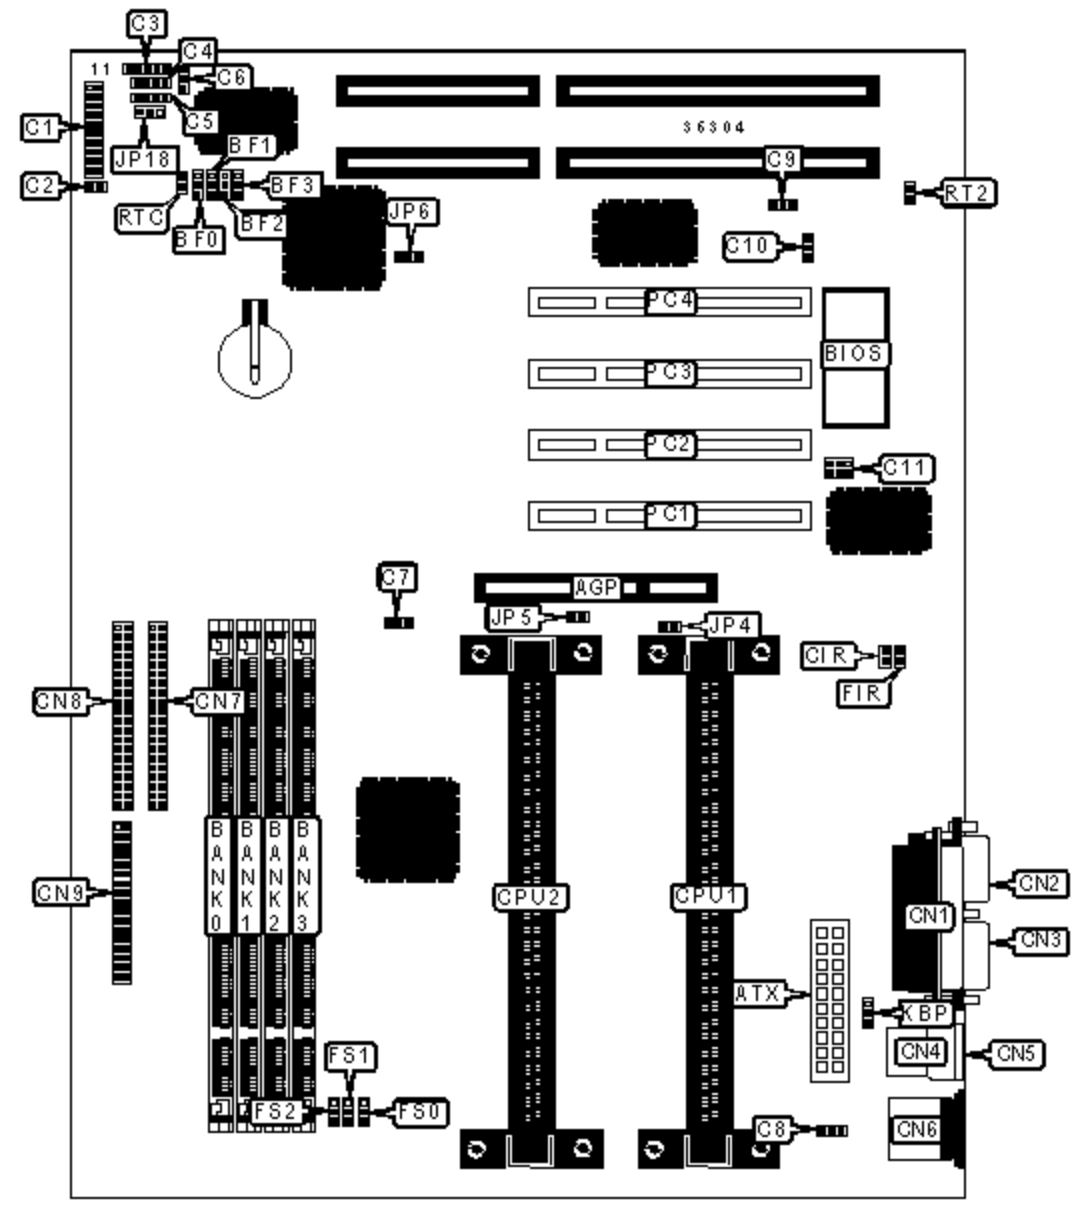 C3
C4
11
C6
C1
C5
36304
BF1
JP18
C9
C2
BF3
RT2
RTC
JP6
BF2
BF0
C10
PC4
BIOS
PC3
PC2
C11
PC1
C7
AGP
JP5
JP4
CIR
FIR
CN8
CN7
BANK0
BANK1
BANK2
BANK3
CN9
CPU2
CPU1
CN2
CN1
CN3
ATX
KBP
FS1
CN4
CN5
FS2
FS0
C8
CN6